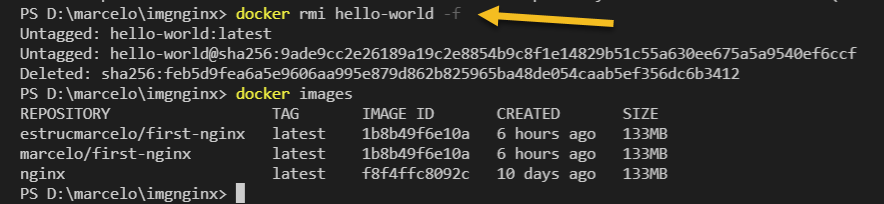 PS D:\marcelo\imgnginx> docker rmi hello-world -f
Untagged: hello-world:latest
Untagged: hello-world@sha256:9ade9cc2e26189a19c2e8854b9c8f1e14829b51c55a630ee675a5a9540ef6ccf
Deleted: sha256:feb5d9fea6a5e9606aa995e879d862b825965ba48de054caab5ef356dc6b3412
PS D:\marcelo\imgnginx> docker images
REPOSITORY TAG IMAGE ID CREATED SIZE
estrucmarcelo/first-nginx latest 1b8b49f6e10a 6 hours ago 133MB
marcelo/first-nginx latest 1b8b49f6e10a 6 hours ago 133MB
nginx latest f8f4ffc8092c 10 days ago 133MB
PS D:\marcelo\imgnginx>